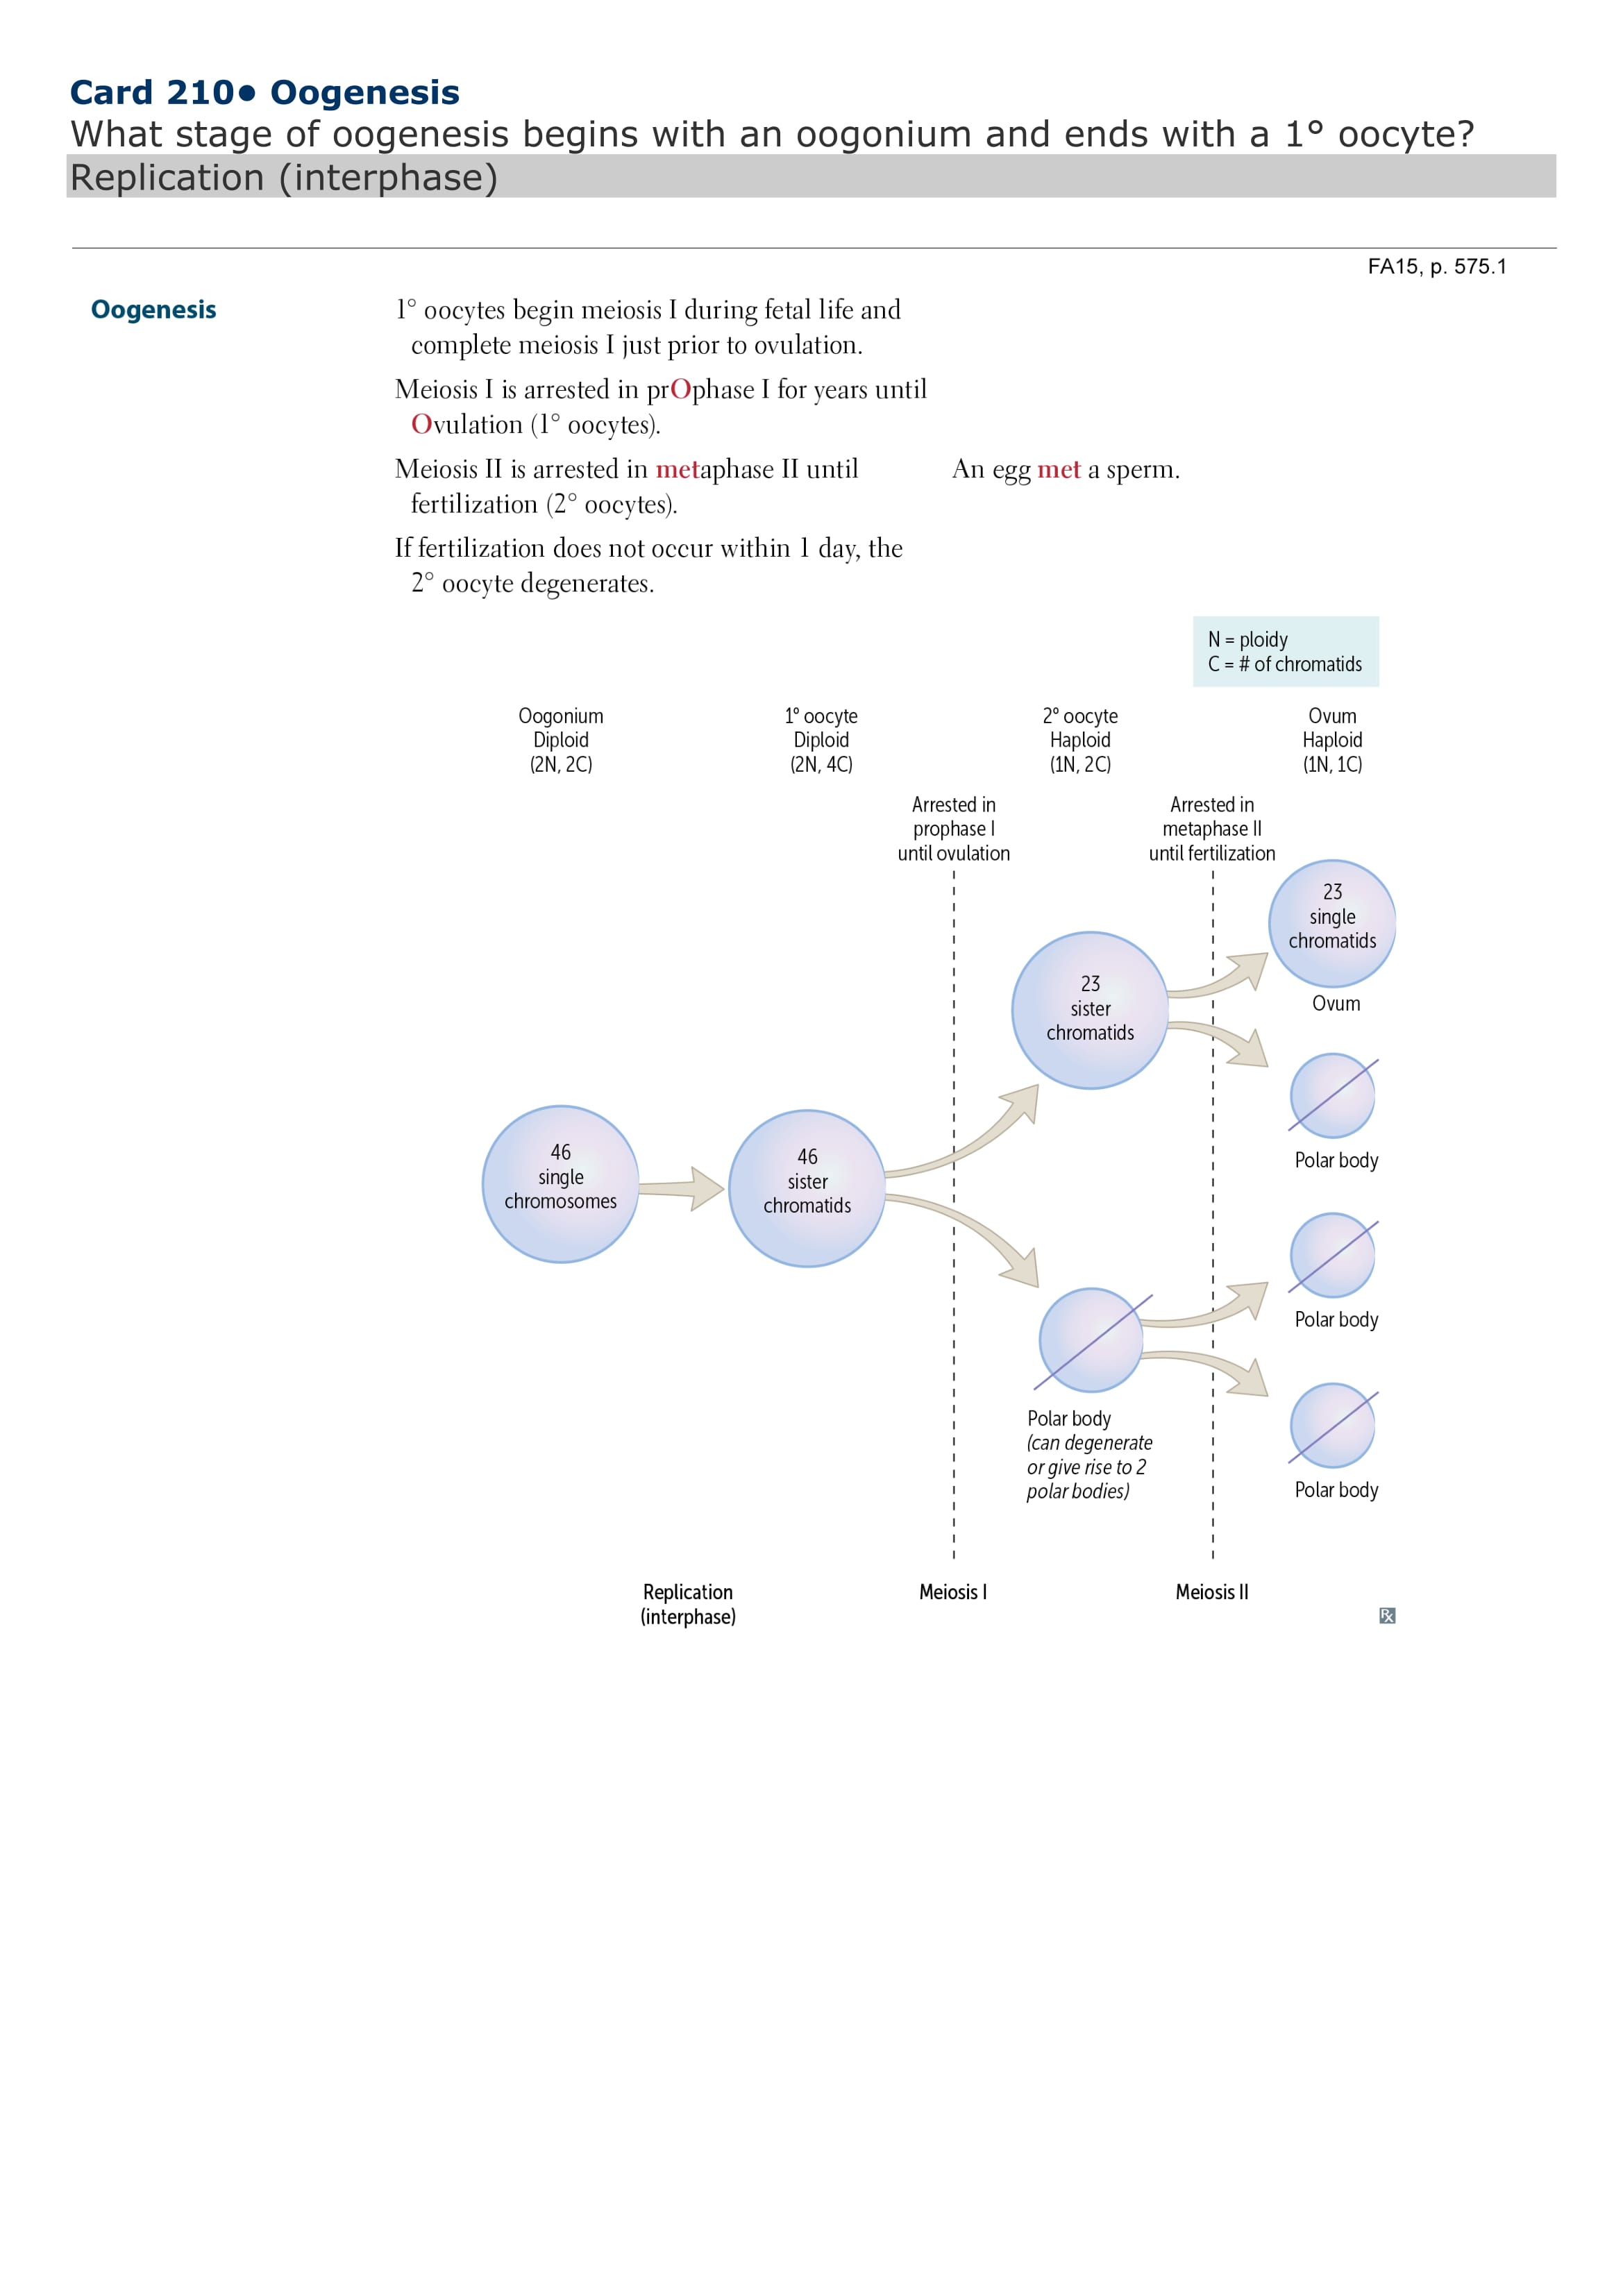 Card 210• Oogenesis
What stage of oogenesis begins with an oogonium and ends with a 1° oocyte?
Replication (interphase)
FA15, p. 575.1
Oogenesis
1° oocytes begin meiosis I during fetal life and
complete meiosis I just prior to ovulation.
Meiosis I is arrested in prOphase I for years until
Ovulation (1° oocytes).
Meiosis II is arrested in metaphase II until
fertilization (2° oocytes).
An egg met a sperm.
If fertilization does not occur within 1 day, the
2° oocyte degenerates.
N = ploidy
C = # of chromatids
Oogonium
Diploid
(2N, 2C)
1° oocyte
Diploid
(2N, 4C)
2° oocyte
Haploid
(1N, 2C)
Ovum
Haploid
(1N, 1C)
Arrested in
prophase I
until ovulation
Arrested in
metaphase II
until fertilization
46
single
chromosomes
46
sister
chromatids
23
sister
chromatids
23
single
chromatids
Ovum
Polar body
Polar body
Polar body
Polar body
(can degenerate
or give rise to 2
polar bodies)
Replication
(interphase)
Meiosis I
Meiosis II
Rx